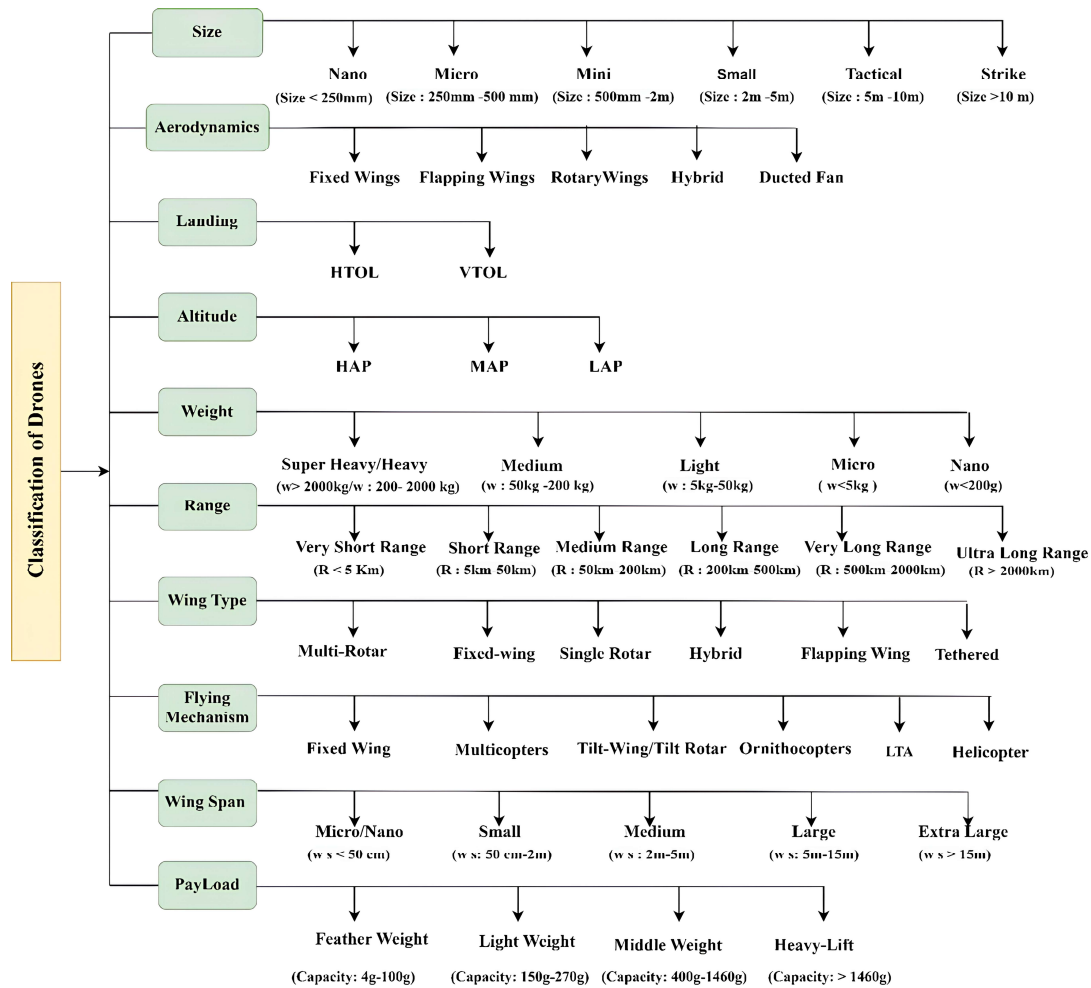 Classification of Drones
Size
Nano
(Size < 250mm)
Micro
(Size : 250mm -500 mm)
Mini
(Size : 500mm -2m)
Small
(Size : 2m -5m)
Tactical
(Size : 5m -10m)
Strike
(Size >10 m)
Aerodynamics
Fixed Wings
Flapping Wings
RotaryWings
Hybrid
Ducted Fan
Landing
HTOL
VTOL
Altitude
HAP
MAP
LAP
Weight
Super Heavy/Heavy
(w> 2000kg/w : 200- 2000 kg)
Medium
(w : 50kg -200 kg)
Light
(w : 5kg-50kg)
Micro
( w<5kg )
Nano
(w<200g)
Range
Very Short Range
(R < 5 Km)
Short Range
(R : 5km 50km)
Medium Range
(R : 50km 200km)
Long Range
(R : 200km 500km)
Very Long Range
(R : 500km 2000km)
Ultra Long Range
(R > 2000km)
Wing Type
Multi-Rotar
Fixed-wing
Single Rotar
Hybrid
Flapping Wing
Tethered
Flying
Mechanism
Fixed Wing
Multicopters
Tilt-Wing/Tilt Rotar
Ornithocopters
LTA
Helicopter
Wing Span
Micro/Nano
(w s < 50 cm)
Small
(w s: 50 cm-2m)
Medium
(w s : 2m-5m)
Large
(w s: 5m-15m)
Extra Large
(w s > 15m)
PayLoad
Feather Weight
(Capacity: 4g-100g)
Light Weight
(Capacity: 150g-270g)
Middle Weight
(Capacity: 400g-1460g)
Heavy-Lift
(Capacity: > 1460g)